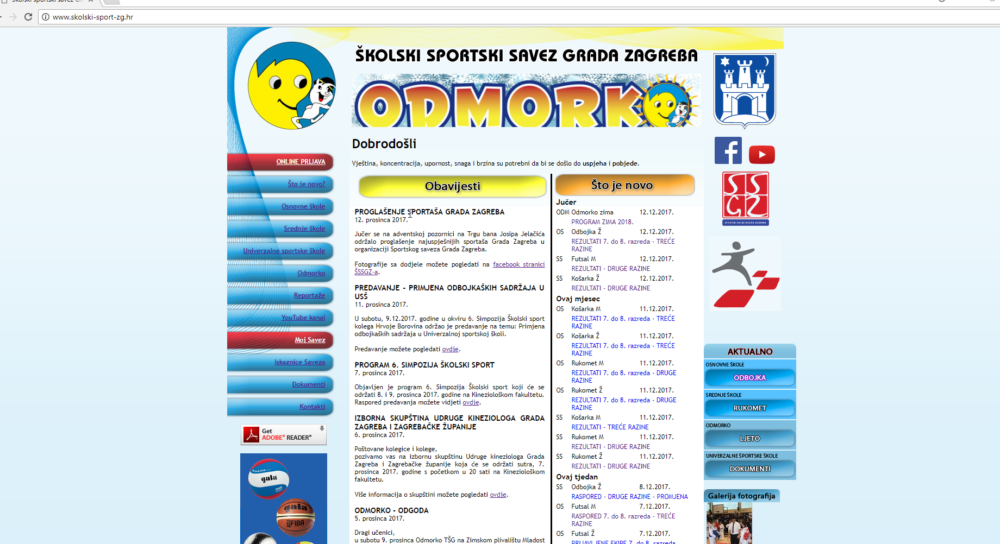 Školski sportski savez Gr
www.skolski-sport-zg.hr
ŠKOLSKI SPORTSKI SAVEZ GRADA ZAGREBA
ODMORK
Dobrodošli
Vještina, koncentracija, upornost, snaga i brzina su potrebni da bi se došlo do uspjeha i pobjede.
ONLINE PRIJAVA
Što je novo?
Osnovne škole
Srednje škole
Univerzalne sportske škole
Odmorko
Reportaže
YouTube kanal
Moj Savez
Iskaznice Saveza
Dokumenti
Kontakti
Get
ADOBE® READER®
Pro-Line
gala
FIVB
gala
FIBA
Obavijesti
PROGLAŠENJE SPORTAŠA GRADA ZAGREBA
12. prosinca 2017.
Jučer se na adventskoj pozornici na Trgu bana Josipa Jelačića
održalo proglašenje najuspješnijih sportaša Grada Zagreba u
organizaciji Sportskog saveza Grada Zagreba.
Fotografije sa dodjele možete pogledati na facebook stranici
ŠSSGZ-a.
PREDAVANJE - PRIMJENA ODBOJKAŠKIH SADRŽAJA U
USŠ
11. prosinca 2017.
U subotu, 9.12.2017. godine u okviru 6. Simpozija Školski sport
kolega Hrvoje Borovina održao je predavanje na temu: Primjena
odbojkaških sadržaja u Univerzalnoj sportskoj školi.
Predavanje možete pogledati ovdje.
PROGRAM 6. SIMPOZIJA ŠKOLSKI SPORT
7. prosinca 2017.
Objavljen je program 6. Simpozija Školski sport koji će se
održati 8. i 9. prosinca 2017. godine na Kineziološkom fakultetu.
Raspored predavanja možete vidjeti ovdje.
IZBORNA SKUPŠTINA UDRUGE KINEZIOLOGA GRADA
ZAGREBA I ZAGREBAČKE ŽUPANIJE
6. prosinca 2017.
Poštovane kolegice i kolege,
pozivamo vas na izbornu skupštinu Udruge kineziologa Grada
Zagreba i Zagrebačke županije koja će se održati sutra, 7.
prosinca 2017. godine s početkom u 20 sati na Kineziološkom
fakultetu.
Više informacija o skupštini možete pogledati ovdje.
ODMORKO - ODGODA
5. prosinca 2017.
Dragi učenici,
u subotu 9. prosinca Odmorko TŠG na Zimskom plivalištu Mladost
Što je novo
Jučer
ODM Odmorko zima 12.12.2017.
PROGRAM ZIMA 2018.
OS Odbojka Ž 12.12.2017.
REZULTATI 7. do 8. razreda - TREĆE
RAZINE
SS Futsal M 12.12.2017.
REZULTATI - DRUGE RAZINE
SS Košarka Ž 12.12.2017.
REZULTATI - DRUGE RAZINE
Ovaj mjesec
OS Košarka M 11.12.2017.
REZULTATI 7. do 8. razreda - TREĆE
RAZINE
OS Košarka Ž 11.12.2017.
REZULTATI 7. do 8. razreda - TREĆE
RAZINE
OS Rukomet M 11.12.2017.
REZULTATI 7. do 8. razreda - DRUGE
RAZINE
OS Rukomet Ž 11.12.2017.
REZULTATI 7. do 8. razreda - DRUGE
RAZINE
SS Košarka M 11.12.2017.
REZULTATI - TREĆE RAZINE
SS Rukomet M 11.12.2017.
REZULTATI - DRUGE RAZINE
SS Rukomet Ž 11.12.2017.
REZULTATI - DRUGE RAZINE
Ovaj tjedan
SS Odbojka Ž 8.12.2017.
RASPORED - DRUGE RAZINE - PROMJENA
OS Futsal M 7.12.2017.
RASPORED 7. do 8. razreda - TREĆE
RAZINE
OS Futsal Ž 7.12.2017.
PRIJAVLJENE EKIPE 7. do 8. razreda
SSGZ
SPORTSKI SAVEZ GRADA ZAGREBA
AKTUALNO
OSNOVNE ŠKOLE
ODBOJKA
SREDNJE ŠKOLE
RUKOMET
ODMORKO
LJETO
UNIVERZALNE ŠPORTSKE ŠKOLE
DOKUMENTI
Galerija fotografija